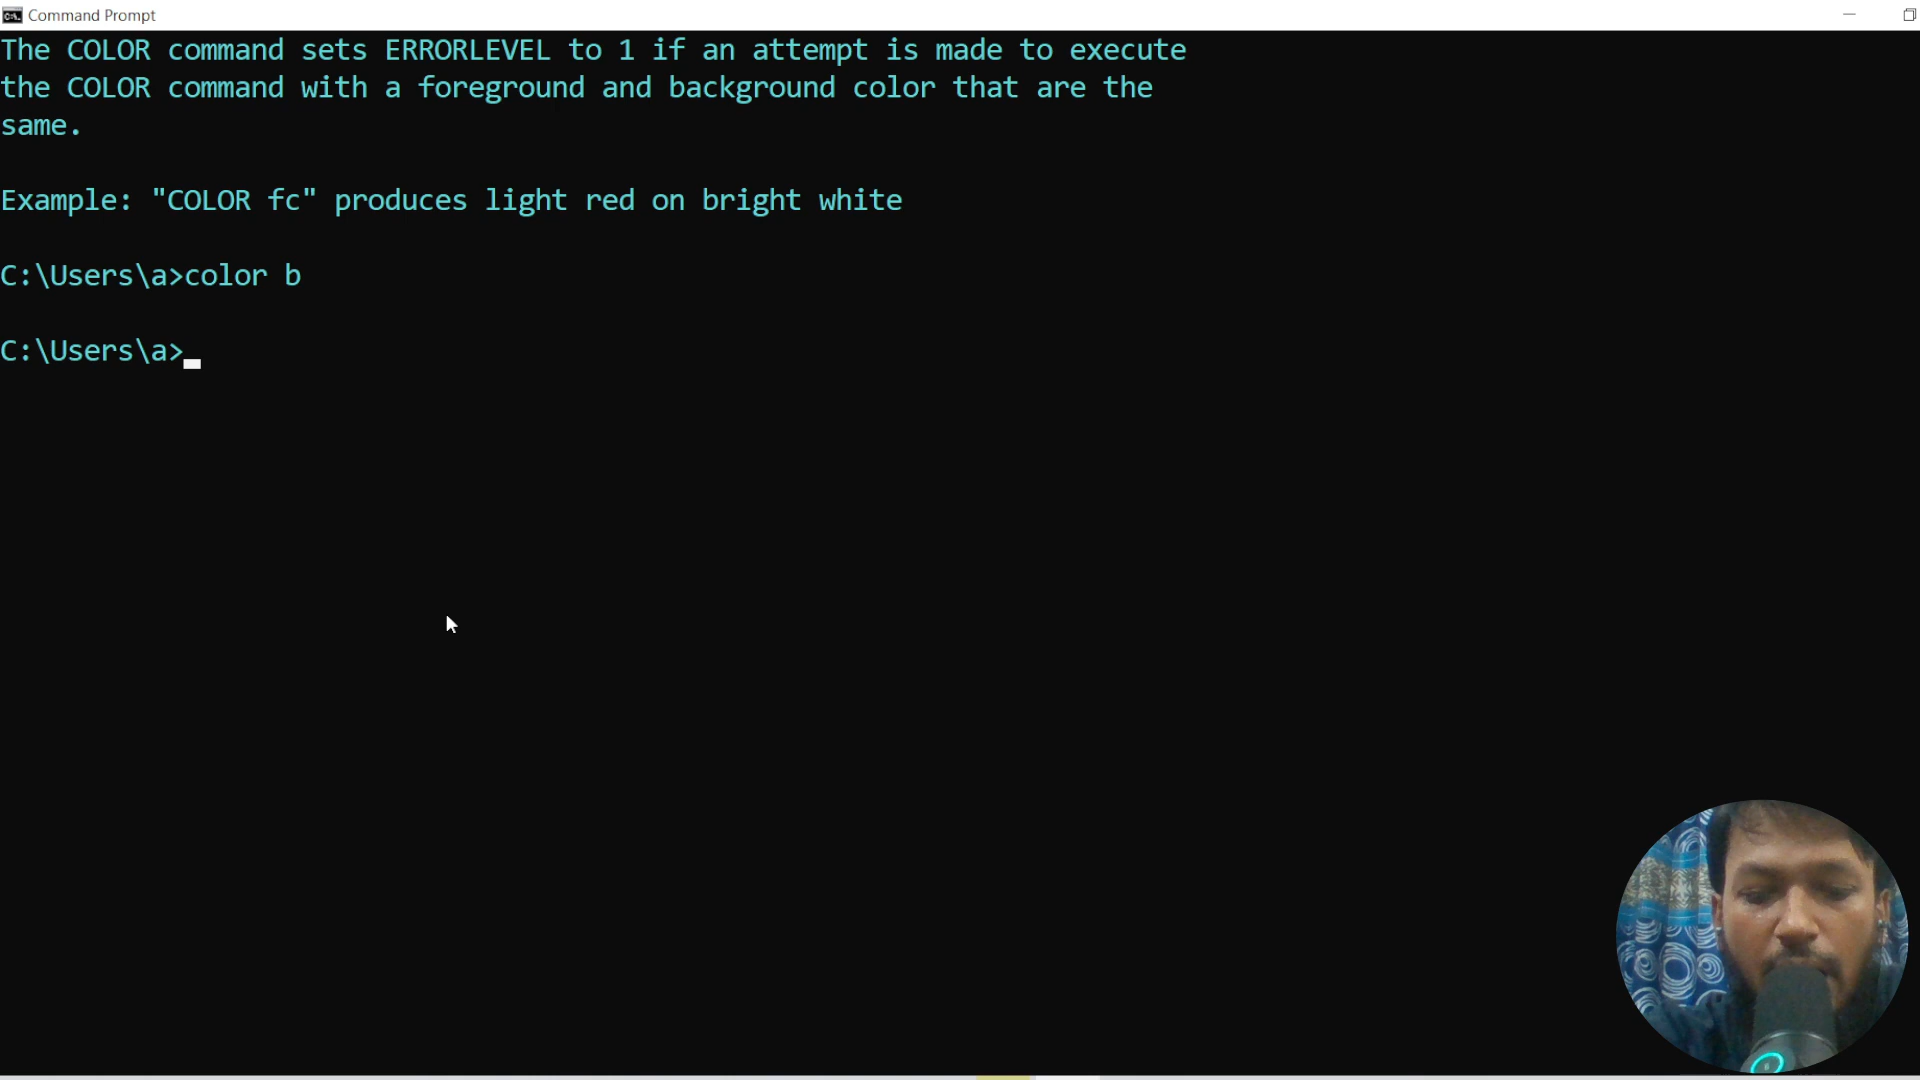 Command Prompt
The COLOR command sets ERRORLEVEL to 1 if an attempt is made to execute
the COLOR command with a foreground and background color that are the
same.
Example: "COLOR fc" produces light red on bright white
C:\Users\a>color b
C:\Users\a>